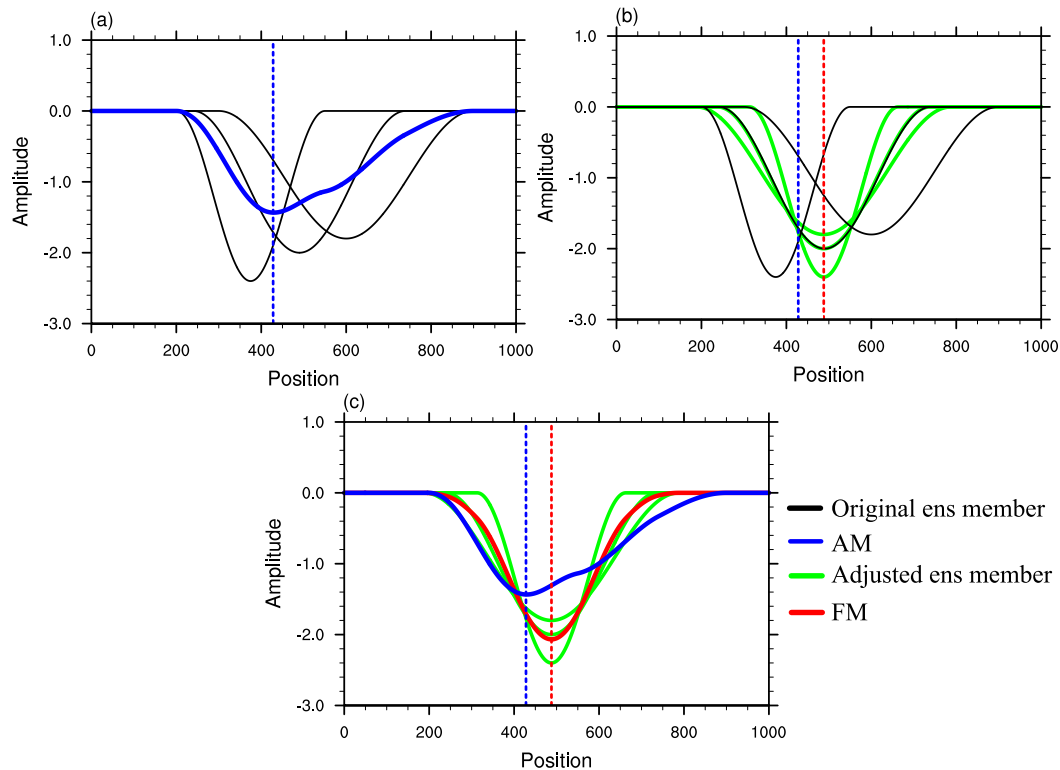 (a)
1.0
0.0
-1.0
-2.0
-3.0
Amplitude
0 200 400 600 800 1000
Position
(b)
1.0
0.0
-1.0
-2.0
-3.0
Amplitude
0 200 400 600 800 1000
Position
(c)
1.0
0.0
-1.0
-2.0
-3.0
Amplitude
0 200 400 600 800 1000
Position
Original ens member
AM
Adjusted ens member
FM